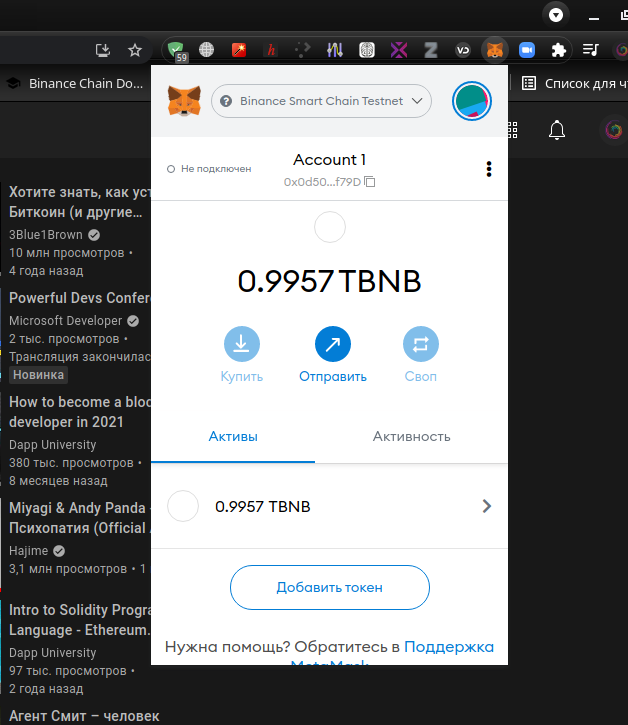 59
VD
Binance Chain Do...
Список для чт
Binance Smart Chain Testnet
Не подключен
Account 1
0x0d50...f79D
0.9957 TBNB
Купить
Отправить
Своп
Активы
Активность
0.9957 TBNB
Добавить токен
Нужна помощь? Обратитесь в Поддержка
MetaMask
Хотите знать, как уст
Биткоин (и другие...
3Blue1Brown
10 млн просмотров •
4 года назад
Powerful Devs Confer
Microsoft Developer
2 тыс. просмотров •
Трансляция закончилас
Новинка
How to become a bloc
developer in 2021
Dapp University
380 тыс. просмотров •
8 месяцев назад
Miyagi & Andy Panda -
Психопатия (Official
Hajime
3,1 млн просмотров • 1
Intro to Solidity Progra
Language - Ethereum.
Dapp University
97 тыс. просмотров •
2 года назад
Агент Смит – человек